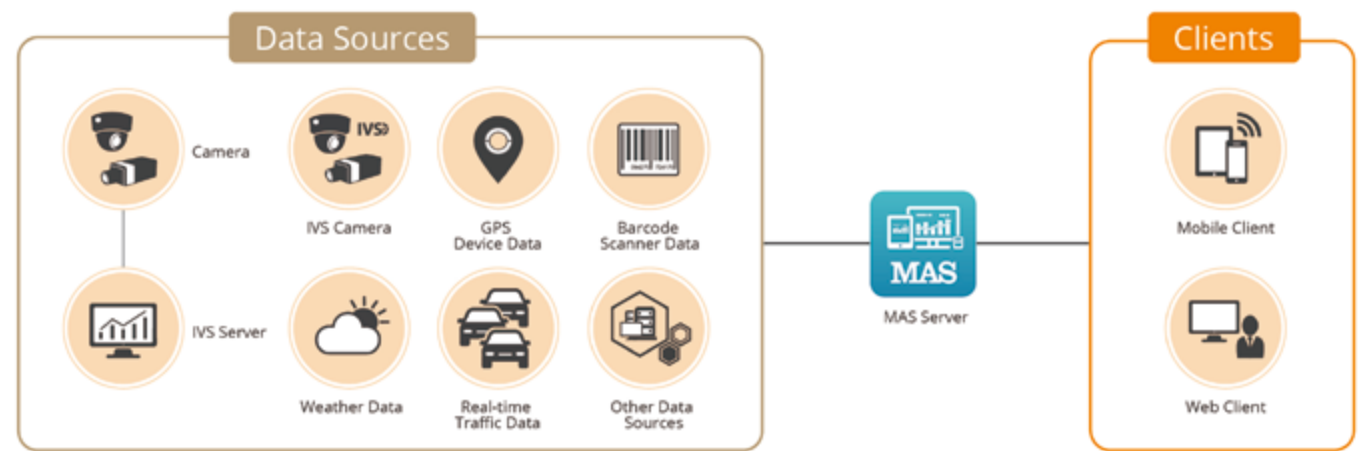 Data Sources
Clients
Camera
IVS
IVS Camera
GPS
Device Data
Barcode
Scanner Data
MAS
MAS Server
Mobile Client
IVS Server
Weather Data
Real-time
Traffic Data
Other Data
Sources
Web Client